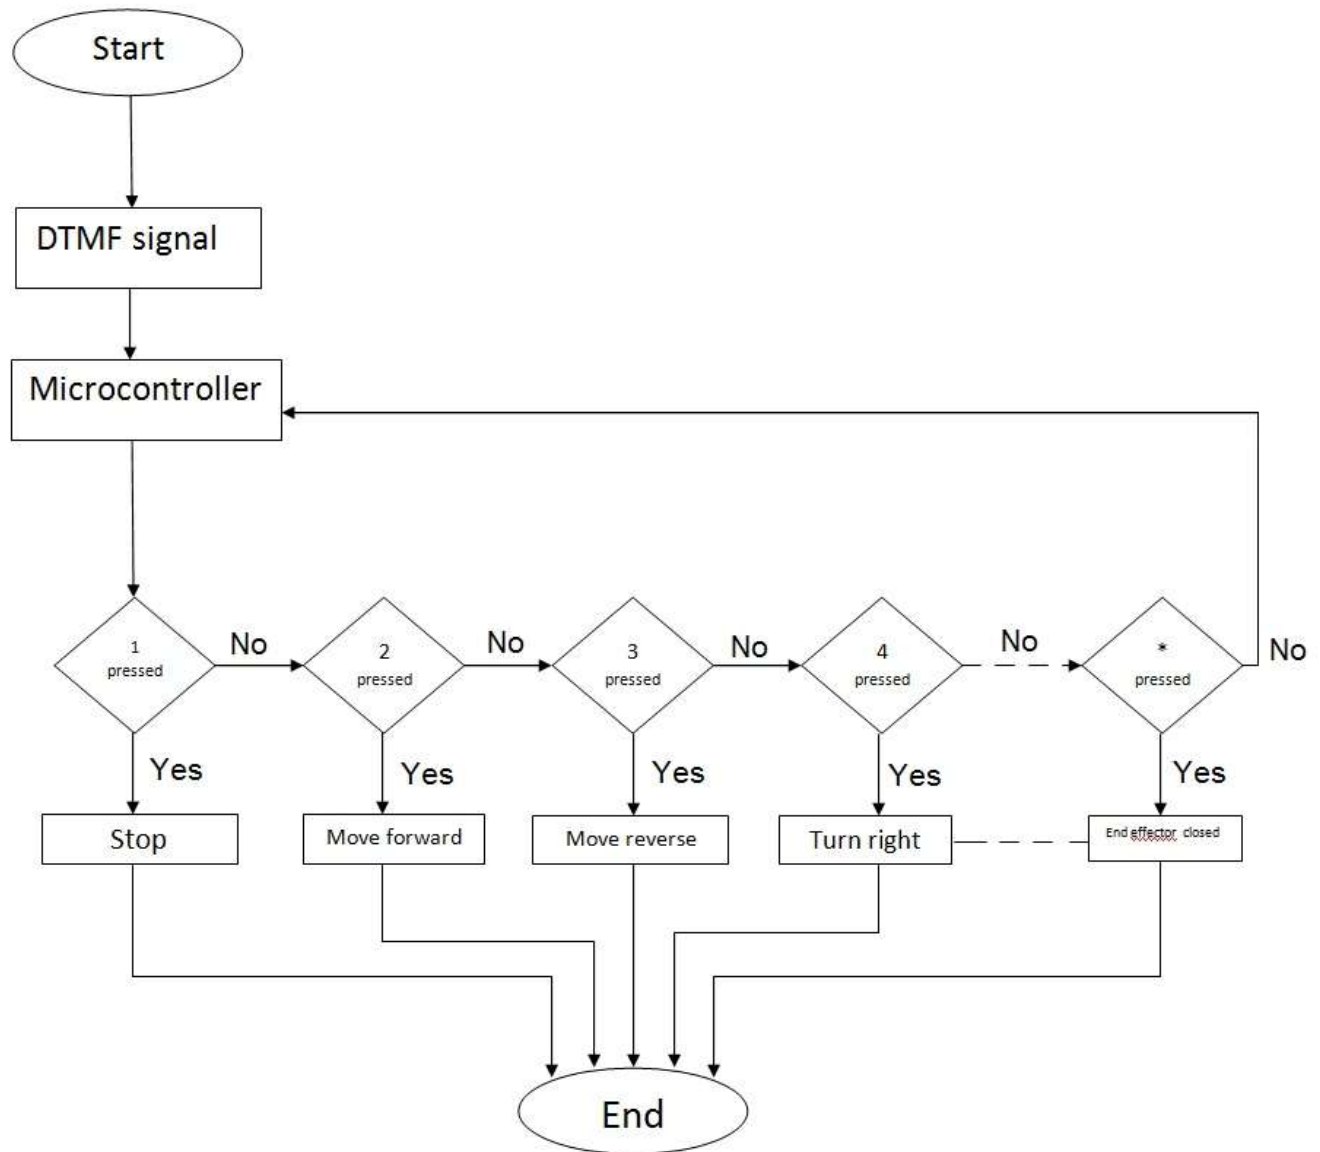 Start
DTMF signal
Microcontroller
1
pressed
No
2
pressed
No
3
pressed
No
4
pressed
No
*
pressed
No
Yes
Yes
Yes
Yes
Yes
Stop
Move forward
Move reverse
Turn right
End effector closed
End